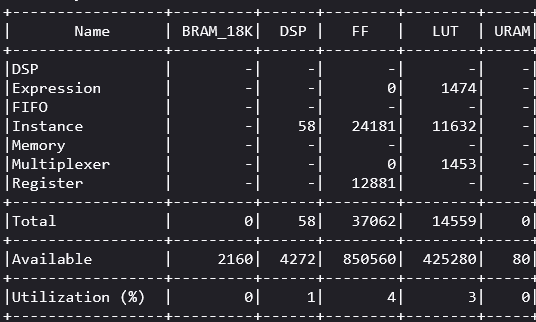 +-----------------+---------+------+--------+--------+-----+
|       Name      | BRAM_18K|  DSP |   FF   |   LUT  | URAM|
+-----------------+---------+------+--------+--------+-----+
|DSP              |        -|     -|       -|       -|    -|
|Expression       |        -|     -|       0|    1474|    -|
|FIFO             |        -|     -|       -|       -|    -|
|Instance         |        -|    58|   24181|   11632|    -|
|Memory           |        -|     -|       -|       -|    -|
|Multiplexer      |        -|     -|       0|    1453|    -|
|Register         |        -|     -|   12881|       -|    -|
+-----------------+---------+------+--------+--------+-----+
|Total            |        0|    58|   37062|   14559|    0|
+-----------------+---------+------+--------+--------+-----+
|Available        |     2160|  4272|  850560|  425280|   80|
+-----------------+---------+------+--------+--------+-----+
|Utilization (%)  |        0|     1|       4|       3|    0|
+-----------------+---------+------+--------+--------+-----+